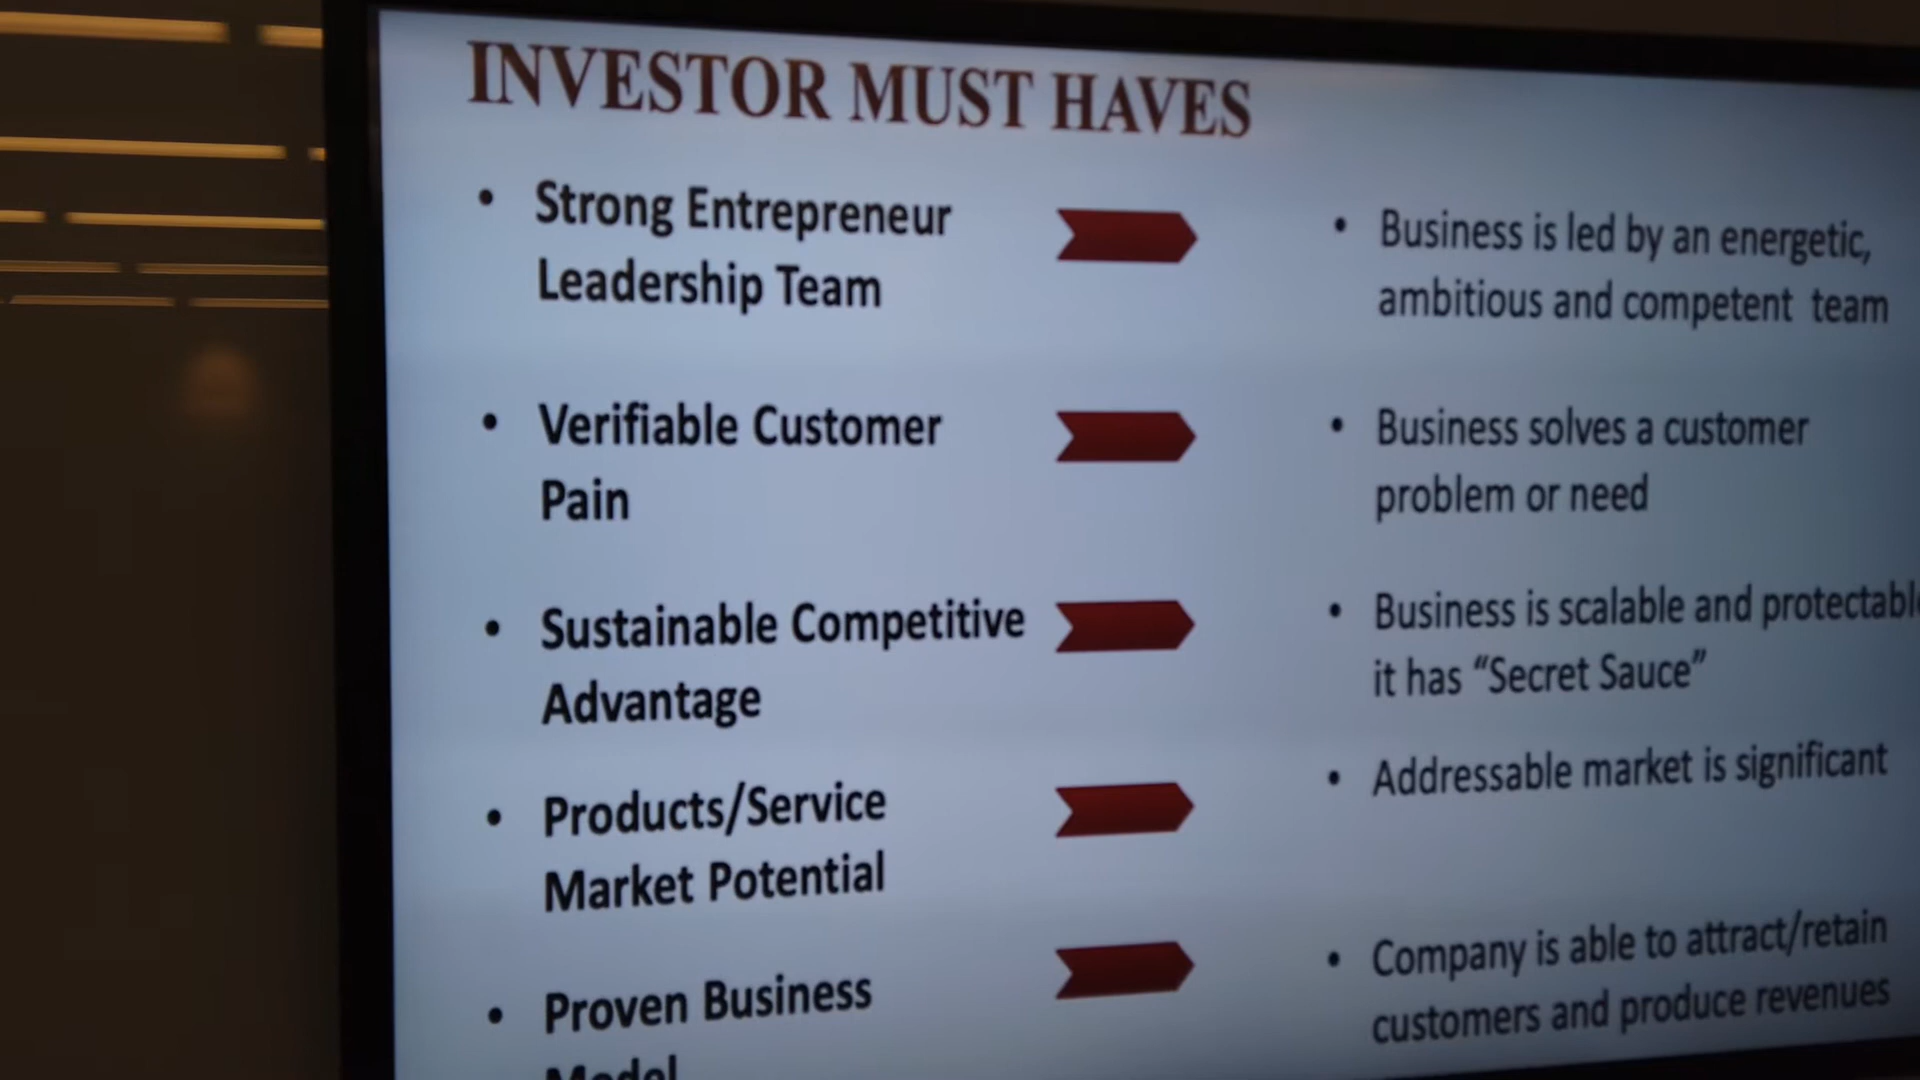 INVESTOR MUST HAVES
• Strong Entrepreneur
Leadership Team
• Business is led by an energetic,
ambitious and competent team
• Verifiable Customer
Pain
• Business solves a customer
problem or need
• Sustainable Competitive
Advantage
• Business is scalable and protectable
it has “Secret Sauce”
• Products/Service
Market Potential
• Addressable market is significant
• Proven Business
Model
• Company is able to attract/retain
customers and produce revenues